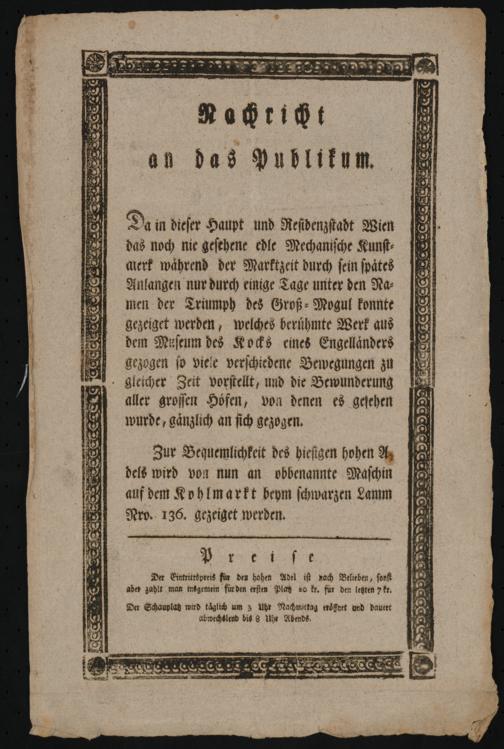 Nachricht
an das Publikum.
Da in dieser Haupt und Residenzstadt Wien
das noch nie gesehene edle Mechanische Kunst-
werk während der Marktzeit durch sein spätes
Anlangen nur durch einige Tage unter den Na-
men der Triumph des Groß-Mogul konnte
gezeiget werden, welches berühmte Werk aus
dem Museum des Kocks eines Engelländers
gezogen so viele verschiedene Bewegungen zu
gleicher Zeit vorstellt, und die Bewunderung
aller grossen Höfen, von denen es gesehen
wurde, gänzlich an sich gezogen.
Zur Bequemlichkeit des hiesigen hohen A-
dels wird von nun an obbenannte Maschin
auf dem Kohlmarkt beym schwarzen Lamm
Nro. 136. gezeiget werden.
Preise
Der Eintrittspreis für den hohen Adel ist nach Belieben, sonst
aber zahlt man insgemein für den ersten Platz 20 kr. für den letzten 7 kr.
Der Schauplatz wird täglich um 3 Uhr Nachmittag eröffnet und dauert
abwechslend bis 8 Uhr Abends.